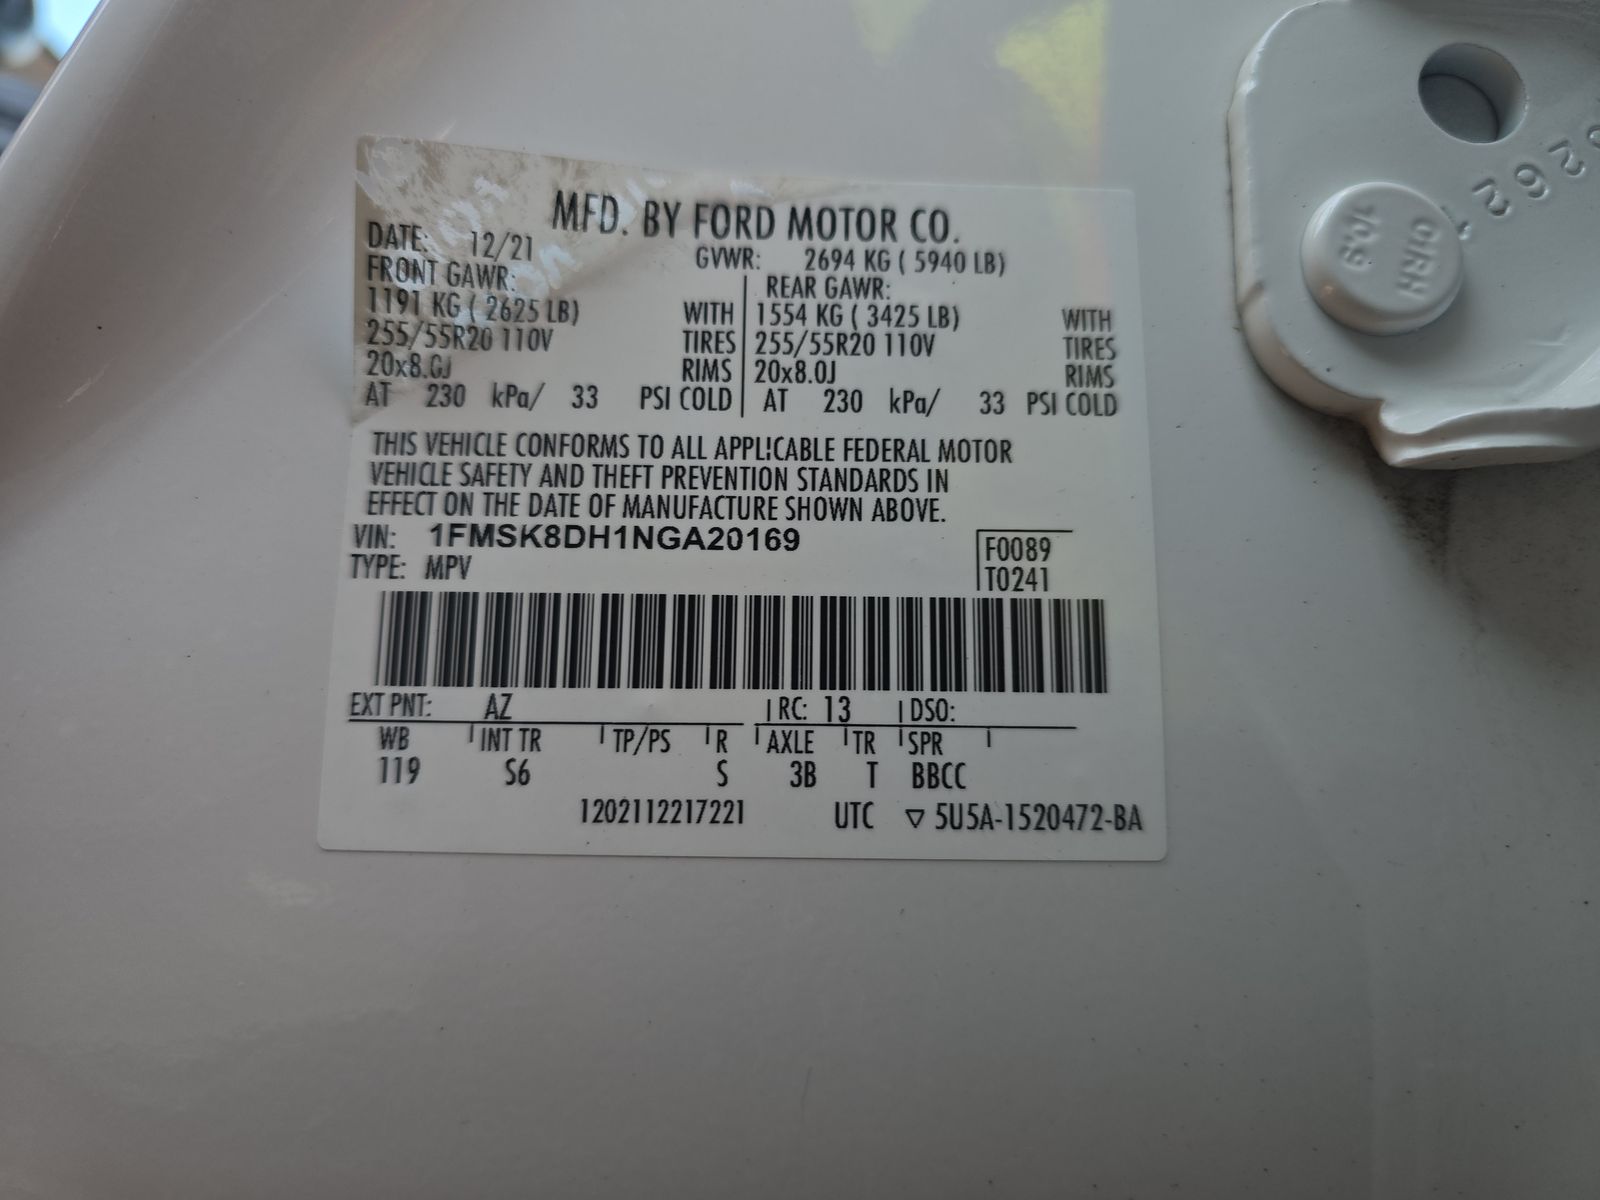 MFD. BY FORD MOTOR CO.
DATE: 12/21 GVWR: 2694 KG ( 5940 LB)
FRONT GAWR: REAR GAWR:
1191 KG ( 2625 LB) WITH 1554 KG ( 3425 LB) WITH
255/55R20 110V TIRES 255/55R20 110V TIRES
20x8.0J RIMS 20x8.0J RIMS
AT 230 kPa/ 33 PSI COLD AT 230 kPa/ 33 PSI COLD
THIS VEHICLE CONFORMS TO ALL APPLICABLE FEDERAL MOTOR
VEHICLE SAFETY AND THEFT PREVENTION STANDARDS IN
EFFECT ON THE DATE OF MANUFACTURE SHOWN ABOVE.
VIN: 1FMSK8DH1NGA20169 F0089
TYPE: MPV T0241
EXT PNT: AZ RC: 13 DSO:
WB INT TR TP/PS R AXLE TR SPR
119 S6 S 3B T BBCC
1202112217221 UTC ▽ 5U5A-1520472-BA
10.9